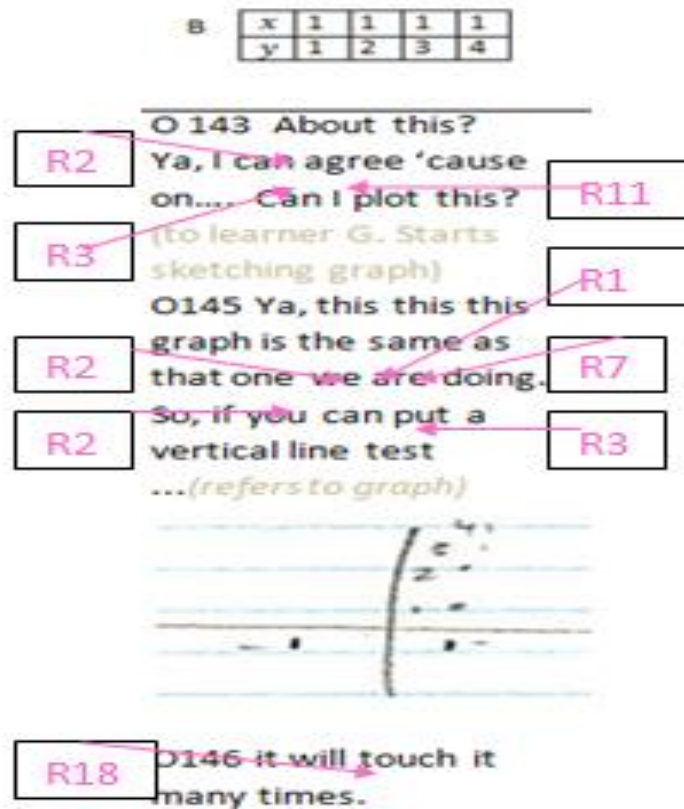 B x 1 1 1 1
y 1 2 3 4
O 143 About this?
R2
Ya, I can agree ‘cause
on.... Can I plot this?
R11
R3
(to learner G. Starts
sketching graph)
R1
O145 Ya, this this this
graph is the same as
R2
that one we are doing.
R7
So, if you can put a
R2
vertical line test
R3
...(refers to graph)
4
2
O146 it will touch it
R18
many times.